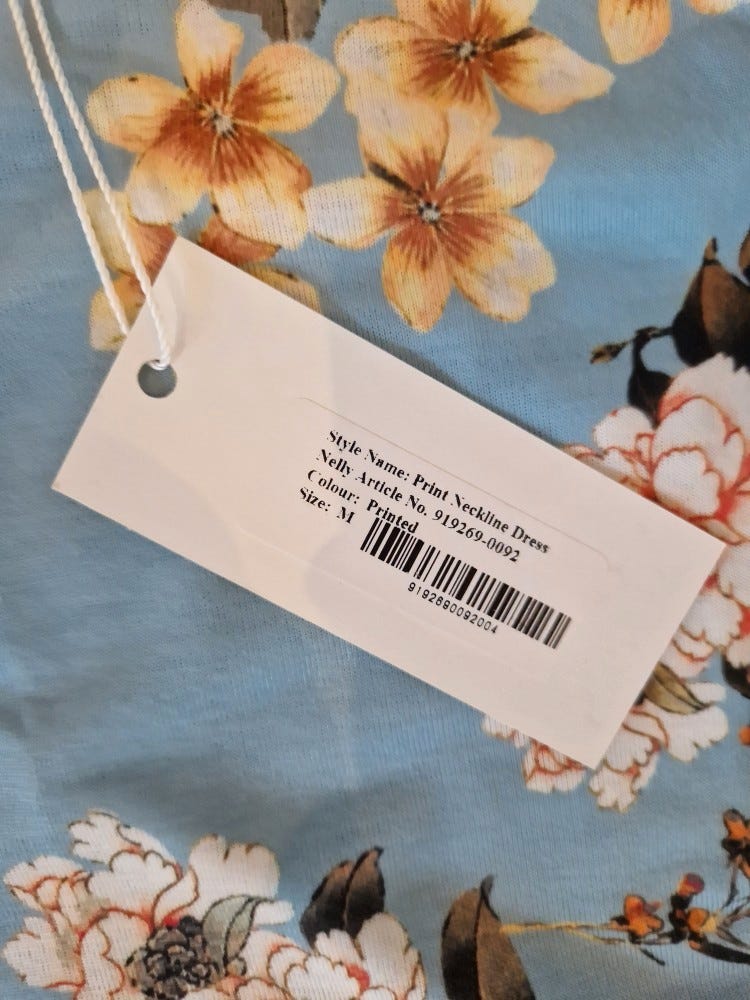 Style Name: Print Neckline Dress
Nelly Article No. 919269-0092
Colour: Printed
Size: M
9192690092004